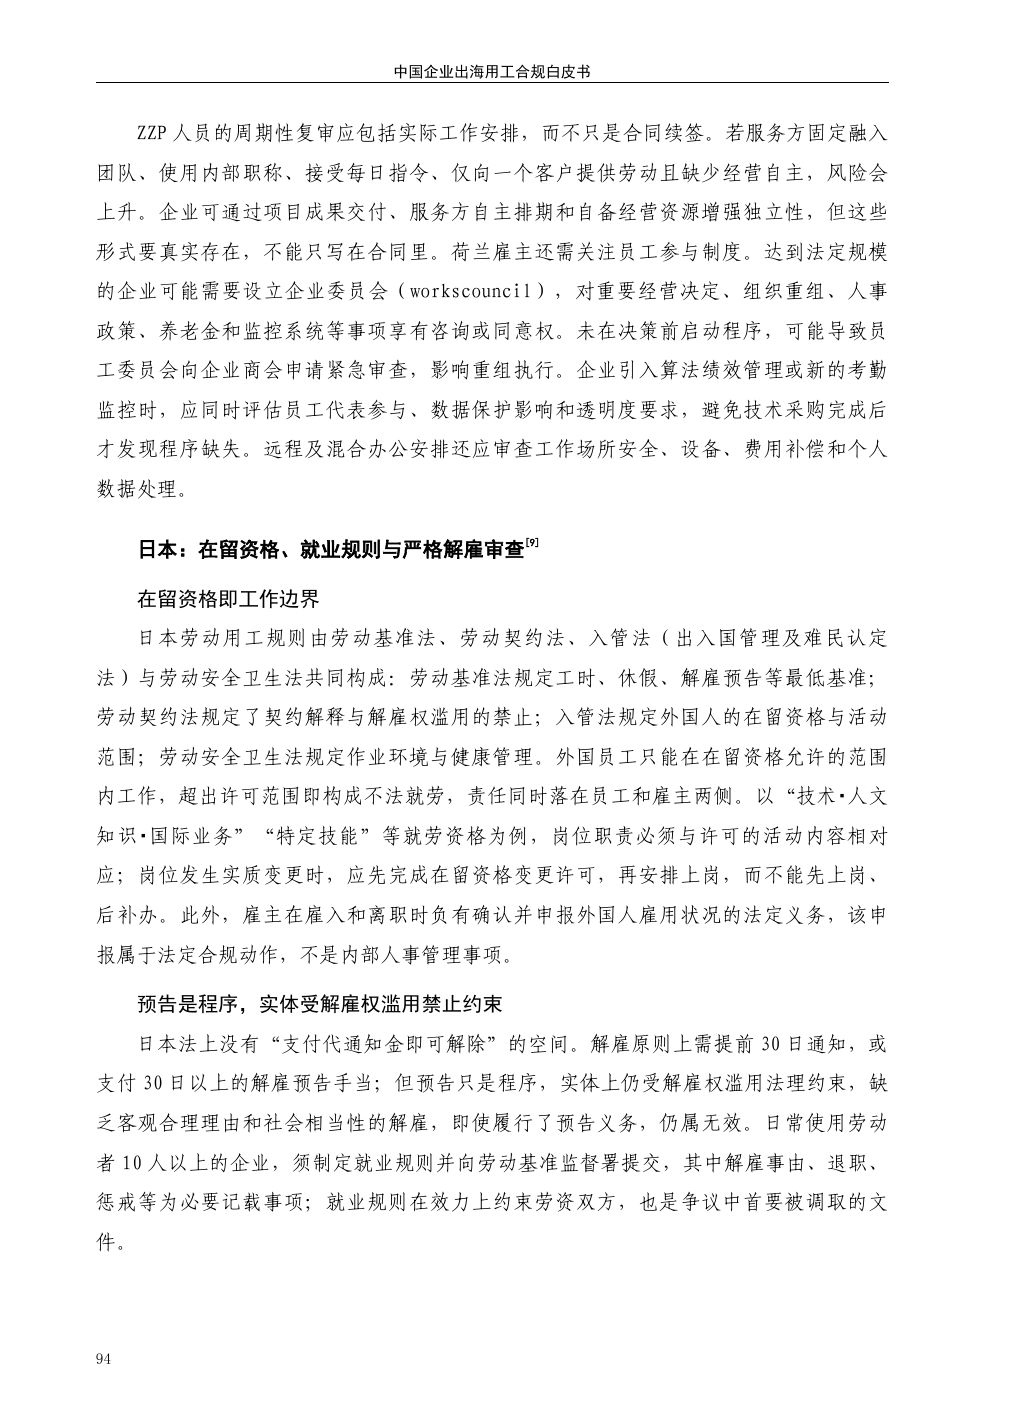 中国企业出海用工合规白皮书
ZZP 人员的周期性复审应包括实际工作安排，而不只是合同续签。若服务方固定融入
团队、使用内部职称、接受每日指令、仅向一个客户提供劳动且缺少经营自主，风险会
上升。企业可通过项目成果交付、服务方自主排期和自备经营资源增强独立性，但这些
形式要真实存在，不能只写在合同里。荷兰雇主还需关注员工参与制度。达到法定规模
的企业可能需要设立企业委员会（workscouncil），对重要经营决定、组织重组、人事
政策、养老金和监控系统等事项享有咨询或同意权。未在决策前启动程序，可能导致员
工委员会向企业商会申请紧急审查，影响重组执行。企业引入算法绩效管理或新的考勤
监控时，应同时评估员工代表参与、数据保护影响和透明度要求，避免技术采购完成后
才发现程序缺失。远程及混合办公安排还应审查工作场所安全、设备、费用补偿和个人
数据处理。
日本：在留资格、就业规则与严格解雇审查[9]
在留资格即工作边界
日本劳动用工规则由劳动基准法、劳动契约法、入管法（出入国管理及难民认定
法）与劳动安全卫生法共同构成：劳动基准法规定工时、休假、解雇预告等最低基准；
劳动契约法规定了契约解释与解雇权滥用的禁止；入管法规定外国人的在留资格与活动
范围；劳动安全卫生法规定作业环境与健康管理。外国员工只能在在留资格允许的范围
内工作，超出许可范围即构成不法就劳，责任同时落在员工和雇主两侧。以“技术·人文
知识·国际业务”“特定技能”等就劳资格为例，岗位职责必须与许可的活动内容相对
应；岗位发生实质变更时，应先完成在留资格变更许可，再安排上岗，而不能先上岗、
后补办。此外，雇主在雇入和离职时负有确认并申报外国人雇用状况的法定义务，该申
报属于法定合规动作，不是内部人事管理事项。
预告是程序，实体受解雇权滥用禁止约束
日本法上没有“支付代通知金即可解除”的空间。解雇原则上需提前 30 日通知，或
支付 30 日以上的解雇预告手当；但预告只是程序，实体上仍受解雇权滥用法理约束，缺
乏客观合理理由和社会相当性的解雇，即使履行了预告义务，仍属无效。日常使用劳动
者 10 人以上的企业，须制定就业规则并向劳动基准监督署提交，其中解雇事由、退职、
惩戒等为必要记载事项；就业规则在效力上约束劳资双方，也是争议中首要被调取的文
件。
94